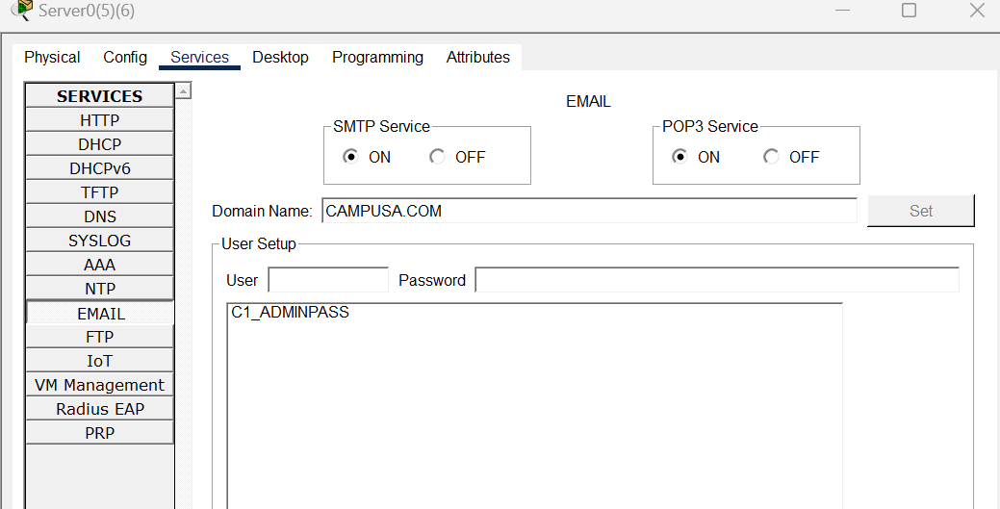 Server0(5)(6)
Physical Config Services Desktop Programming Attributes
SERVICES
HTTP
DHCP
DHCPv6
TFTP
DNS
SYSLOG
AAA
NTP
EMAIL
FTP
IoT
VM Management
Radius EAP
PRP
EMAIL
SMTP Service
ON OFF
POP3 Service
ON OFF
Domain Name: CAMPUSA.COM Set
User Setup
User Password
C1_ADMINPASS